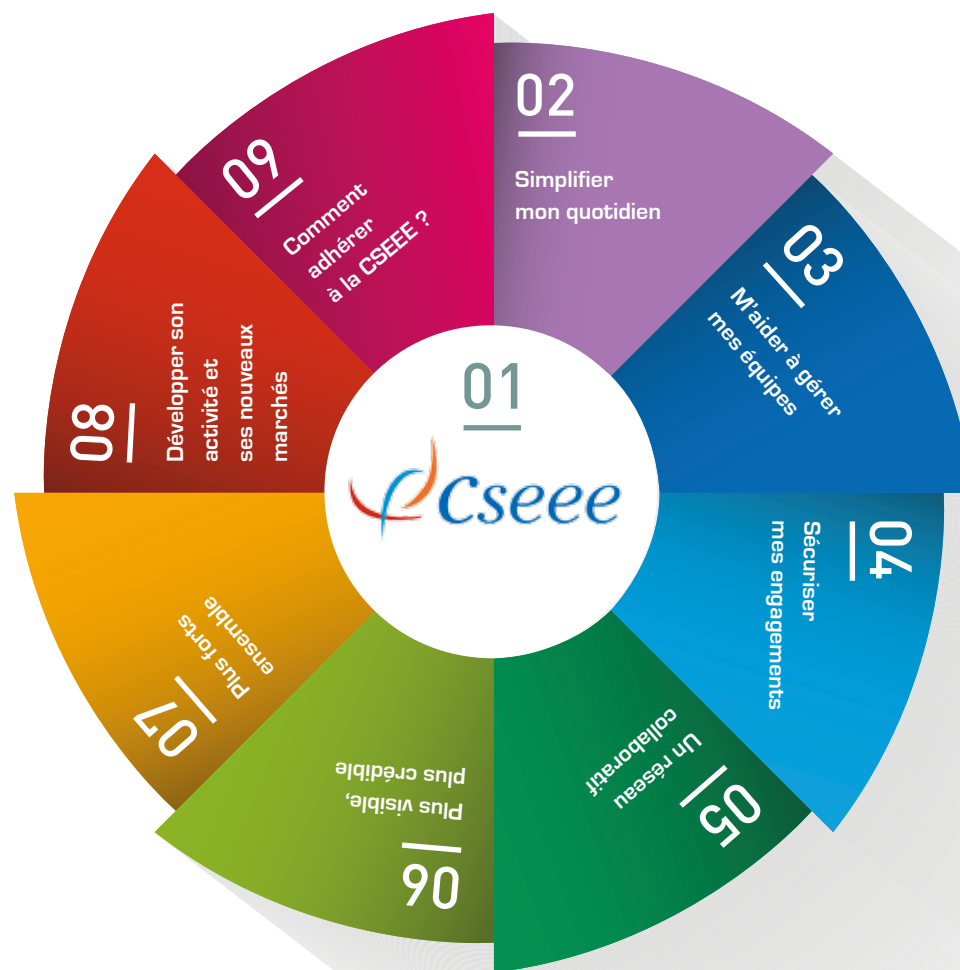 01
Cseee
02
Simplifier
mon quotidien
03
M'aider à gérer
mes équipes
04
Sécuriser
mes engagements
05
Un réseau
collaboratif
06
Plus visible,
plus crédible
07
Plus forts
ensemble
08
Développer son
activité et
ses nouveaux
marchés
09
Comment
adhérer
à la CSEEE ?